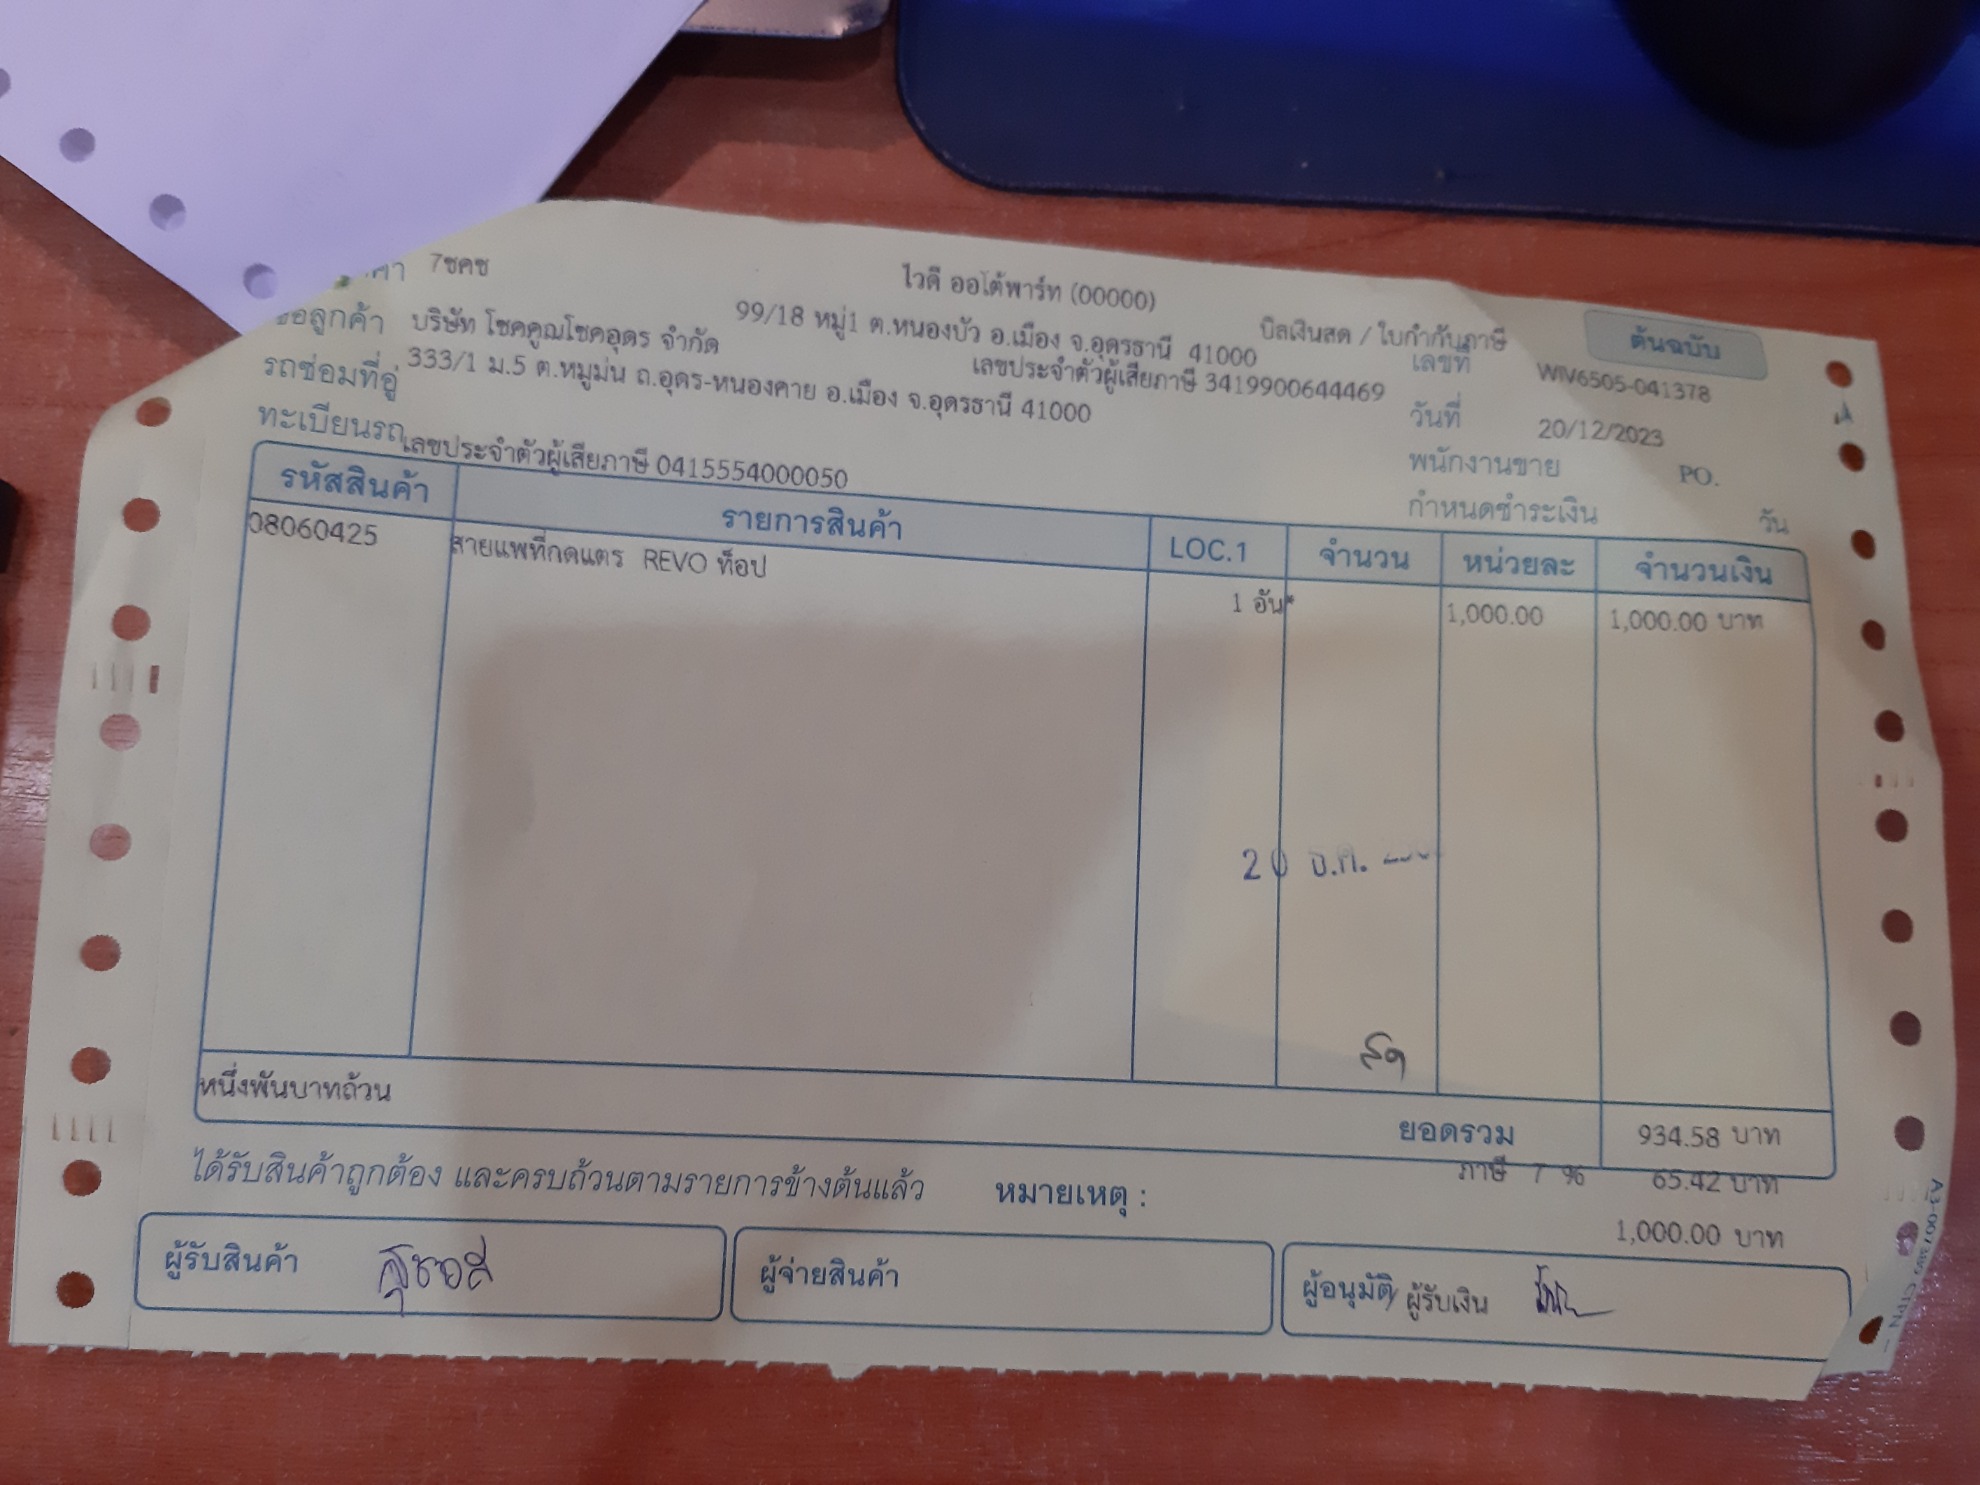 7ชคช
ไวดี ออโต้พาร์ท (00000)
99/18 หมู่1 ต.หนองบัว อ.เมือง จ.อุดรธานี 41000
บิลเงินสด / ใบกำกับภาษี
ต้นฉบับ
ชื่อลูกค้า บริษัท โชคคูณโชคอุดร จำกัด
เลขประจำตัวผู้เสียภาษี 3419900644469
เลขที่ WIV6505-041378
รถซ่อมที่อู่ 333/1 ม.5 ต.หมูม่น ถ.อุดร-หนองคาย อ.เมือง จ.อุดรธานี 41000
วันที่ 20/12/2023
ทะเบียนรถ เลขประจำตัวผู้เสียภาษี 0415554000050
พนักงานขาย PO.
กำหนดชำระเงิน วัน
รหัสสินค้า รายการสินค้า LOC.1 จำนวน หน่วยละ จำนวนเงิน
08060425 สายแพที่กดแตร REVO ท็อป 1 อัน* 1,000.00 1,000.00 บาท
20 ธ.ค.
สด
หนึ่งพันบาทถ้วน
ยอดรวม 934.58 บาท
ภาษี 7 % 65.42 บาท
1,000.00 บาท
ได้รับสินค้าถูกต้อง และครบถ้วนตามรายการข้างต้นแล้ว หมายเหตุ :
ผู้รับสินค้า
ผู้จ่ายสินค้า
ผู้อนุมัติ/ผู้รับเงิน